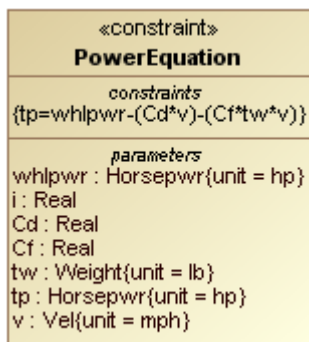 «constraint»
PowerEquation
constraints
{tp=whlpwr-(Cd*v)-(Cf*tw*v)}
parameters
whlpwr : Horsepwr{unit = hp}
i : Real
Cd : Real
Cf : Real
tw : Weight{unit = lb}
tp : Horsepwr{unit = hp}
v : Vel{unit = mph}